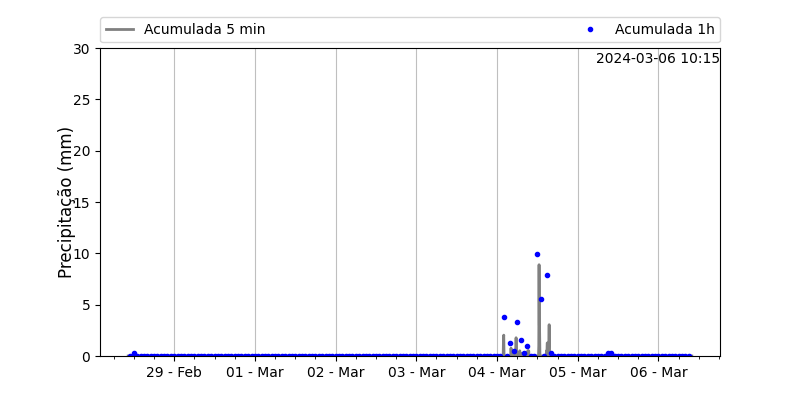 Acumulada 5 min
Acumulada 1h
2024-03-06 10:15
Precipitação (mm)
30
25
20
15
10
5
0
29 - Feb
01 - Mar
02 - Mar
03 - Mar
04 - Mar
05 - Mar
06 - Mar